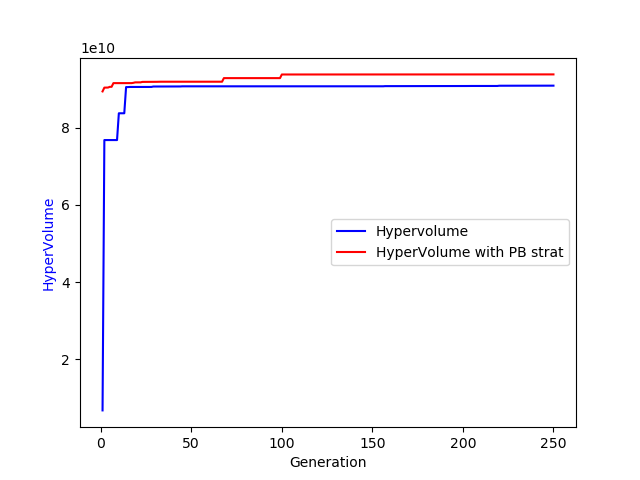 1e10
8
6
4
2
HyperVolume
Hypervolume
HyperVolume with PB strat
0 50 100 150 200 250
Generation